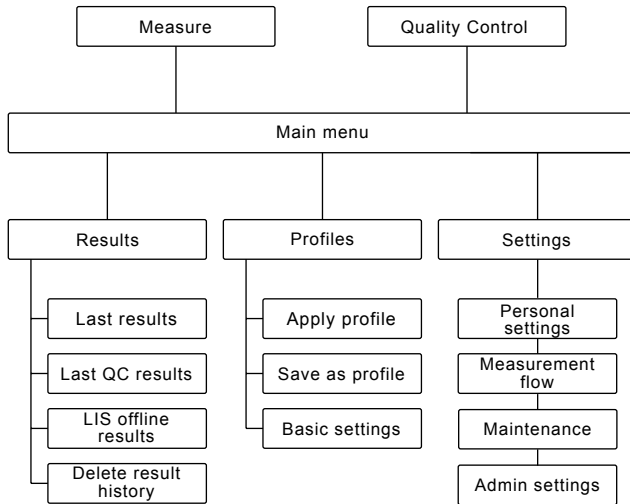 Measure
Quality Control
Main menu
Results
Profiles
Settings
Last results
Last QC results
LIS offline
results
Delete result
history
Apply profile
Save as profile
Basic settings
Personal
settings
Measurement
flow
Maintenance
Admin settings